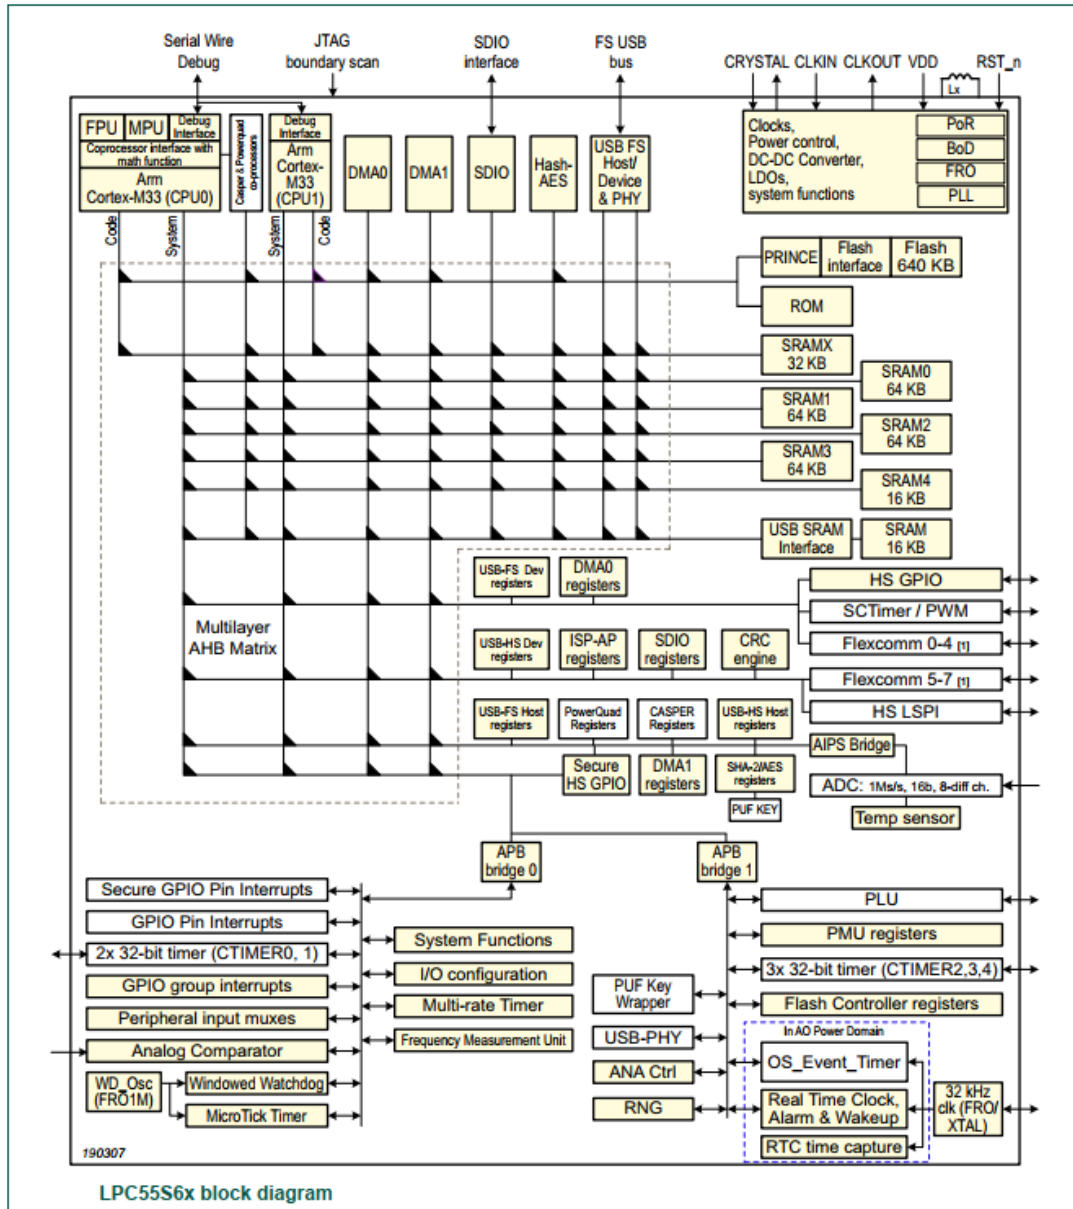 Serial Wire
Debug
JTAG
boundary scan
SDIO
interface
FS USB
bus
CRYSTAL CLKIN CLKOUT VDD RST_n
Lx
FPU
MPU
Debug
Interface
Coprocessor interface with
math function
Arm
Cortex-M33 (CPU0)
Casper & Powerquad
co-processors
Debug
Interface
Arm
Cortex-
M33
(CPU1)
DMA0
DMA1
SDIO
Hash-
AES
USB FS
Host/
Device
& PHY
Clocks,
Power control,
DC-DC Converter,
LDOs,
system functions
PoR
BoD
FRO
PLL
Code
System
System
Code
PRINCE
Flash
interface
Flash
640 KB
ROM
SRAMX
32 KB
SRAM0
64 KB
SRAM1
64 KB
SRAM2
64 KB
SRAM3
64 KB
SRAM4
16 KB
USB SRAM
Interface
SRAM
16 KB
Multilayer
AHB Matrix
USB-FS Dev
registers
DMA0
registers
HS GPIO
SCTimer / PWM
Flexcomm 0-4 [1]
USB-HS Dev
registers
ISP-AP
registers
SDIO
registers
CRC
engine
Flexcomm 5-7 [1]
HS LSPI
USB-FS Host
registers
PowerQuad
Registers
CASPER
Registers
USB-HS Host
registers
AIPS Bridge
Secure
HS GPIO
DMA1
registers
SHA-2/AES
registers
PUF KEY
ADC: 1Ms/s, 16b, 8-diff ch.
Temp sensor
APB
bridge 0
APB
bridge 1
Secure GPIO Pin Interrupts
GPIO Pin Interrupts
2x 32-bit timer (CTIMER0, 1)
GPIO group interrupts
Peripheral input muxes
Analog Comparator
WD_Osc
(FRO1M)
Windowed Watchdog
MicroTick Timer
System Functions
I/O configuration
Multi-rate Timer
Frequency Measurement Unit
PUF Key
Wrapper
USB-PHY
ANA Ctrl
RNG
PLU
PMU registers
3x 32-bit timer (CTIMER2,3,4)
Flash Controller registers
In AO Power Domain
OS_Event_Timer
Real Time Clock,
Alarm & Wakeup
RTC time capture
32 kHz
clk (FRO/
XTAL)
190307
LPC55S6x block diagram